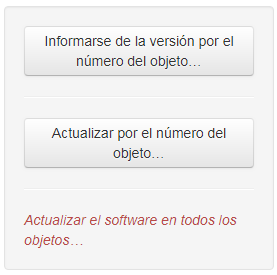 Informarse de la versión por el
número del objeto…
Actualizar por el número del
objeto…
Actualizar el software en todos los
objetos…